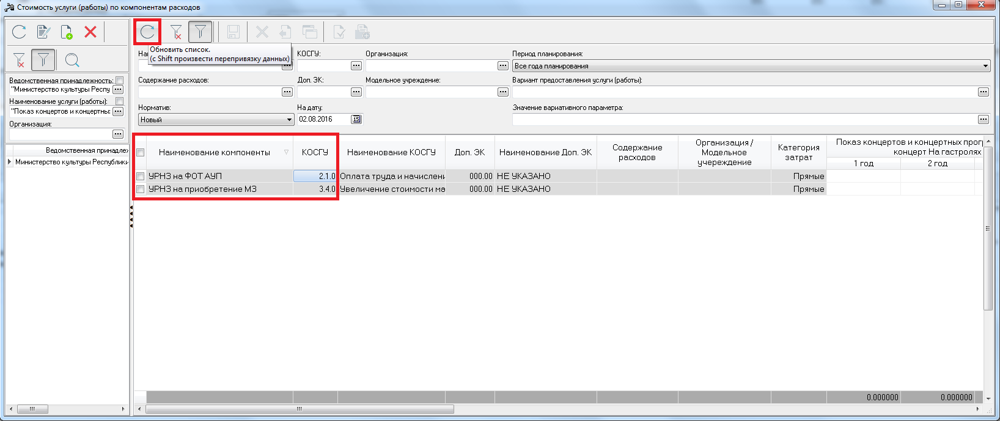 Стоимость услуги (работы) по компонентам расходов
Обновить список.
(с Shift произвести перепривязку данных)
КОСГУ:
Организация:
Период планирования:
Все года планирования
Содержание расходов:
Доп. ЭК:
Модельное учреждение:
Вариант предоставления услуги (работы):
Норматив:
На дату:
Значение вариативного параметра:
Новый
02.08.2016
15
Ведомственная принадлежность:
"Министерство культуры Респу
Наименование услуги (работы):
"Показ концертов и концертны
Организация:
Ведомственная принадле
Министерство культуры Республики
Наименование компоненты
КОСГУ
Наименование КОСГУ
Доп. ЭК
Наименование Доп. ЭК
Содержание
расходов
Организация /
Модельное
учереждение
Категория
затрат
Показ концертов и концертных прог
концерт На гастролях
1 год
2 год
УРНЗ на ФОТ АУП
2.1.0
Оплата труда и начислени
000.00
НЕ УКАЗАНО
Прямые
УРНЗ на приобретение МЗ
3.4.0
Увеличение стоимости ма
000.00
НЕ УКАЗАНО
Прямые
0.000000
0.000000